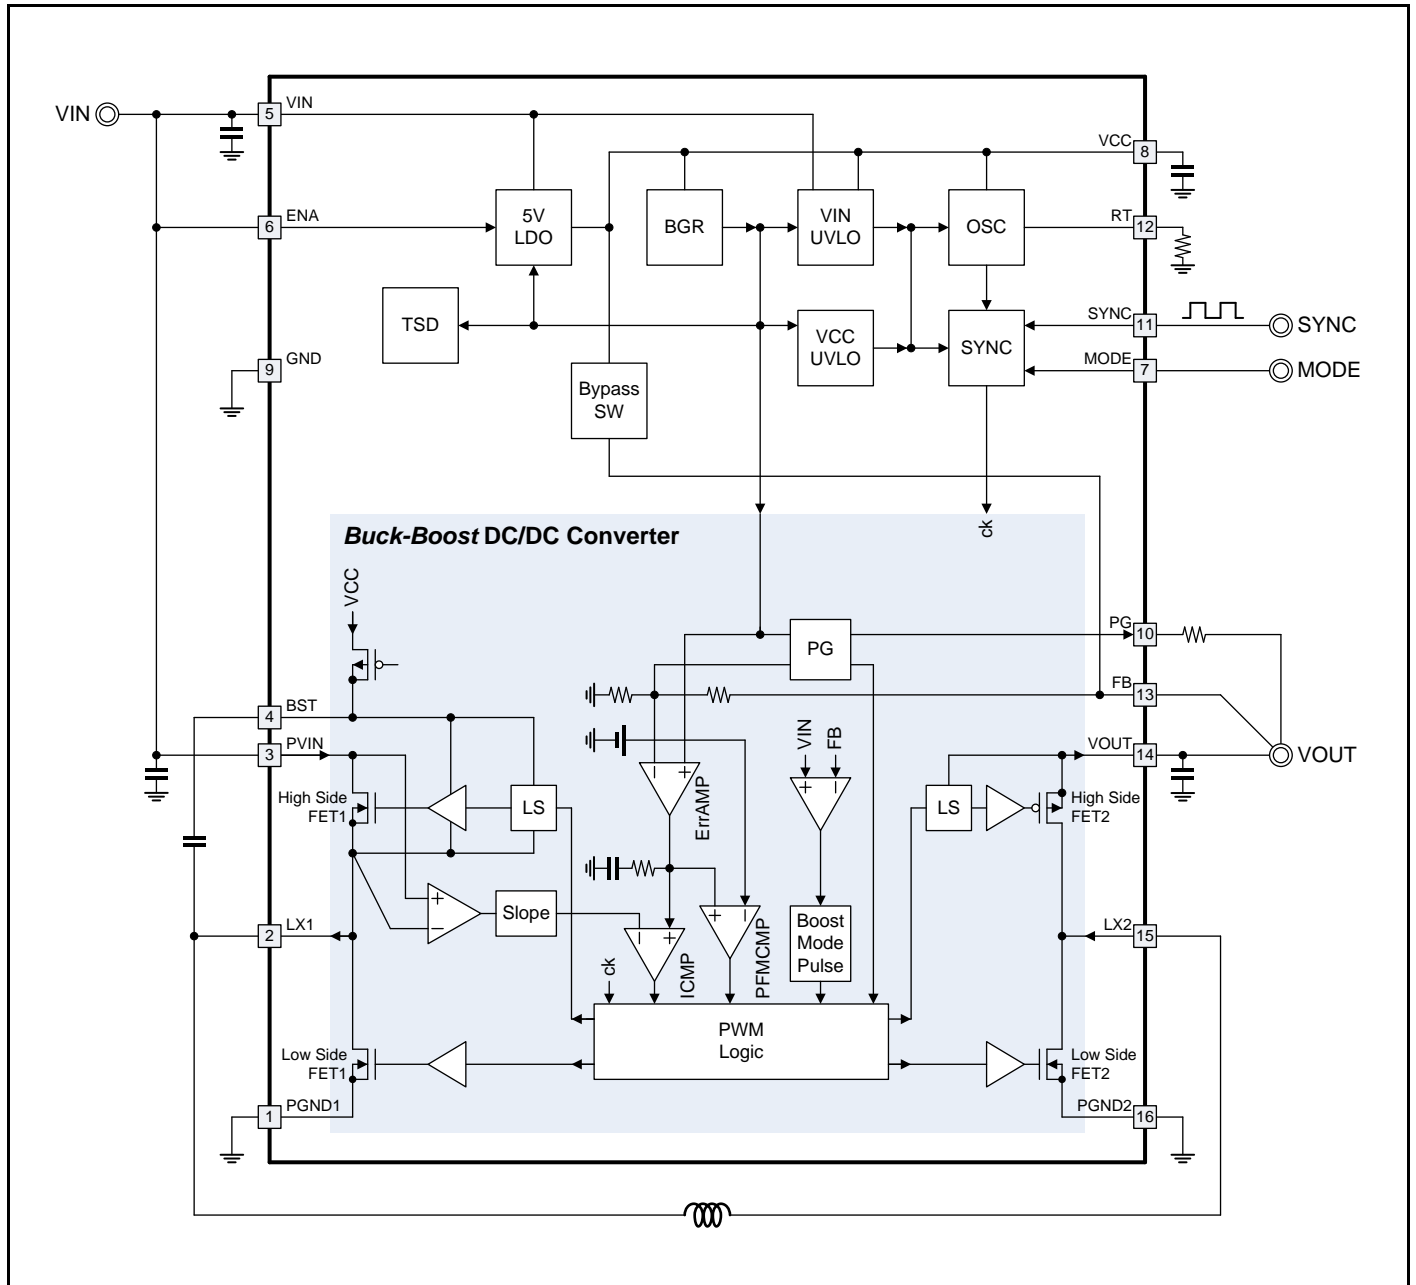 VIN
5
VIN
VCC
8
6
ENA
5V
LDO
BGR
VIN
UVLO
OSC
RT
12
TSD
VCC
UVLO
SYNC
SYNC
11
SYNC
MODE
7
MODE
9
GND
Bypass
SW
ck
Buck-Boost DC/DC Converter
VCC
PG
PG
10
FB
13
4
BST
3
PVIN
VIN
FB
VOUT
14
VOUT
High Side
FET1
LS
− +
ErrAMP
+ −
LS
High Side
FET2
+
−
Slope
− +
ICMP
+ −
PFMCMP
Boost
Mode
Pulse
2
LX1
LX2
15
ck
PWM
Logic
Low Side
FET1
Low Side
FET2
1
PGND1
PGND2
16